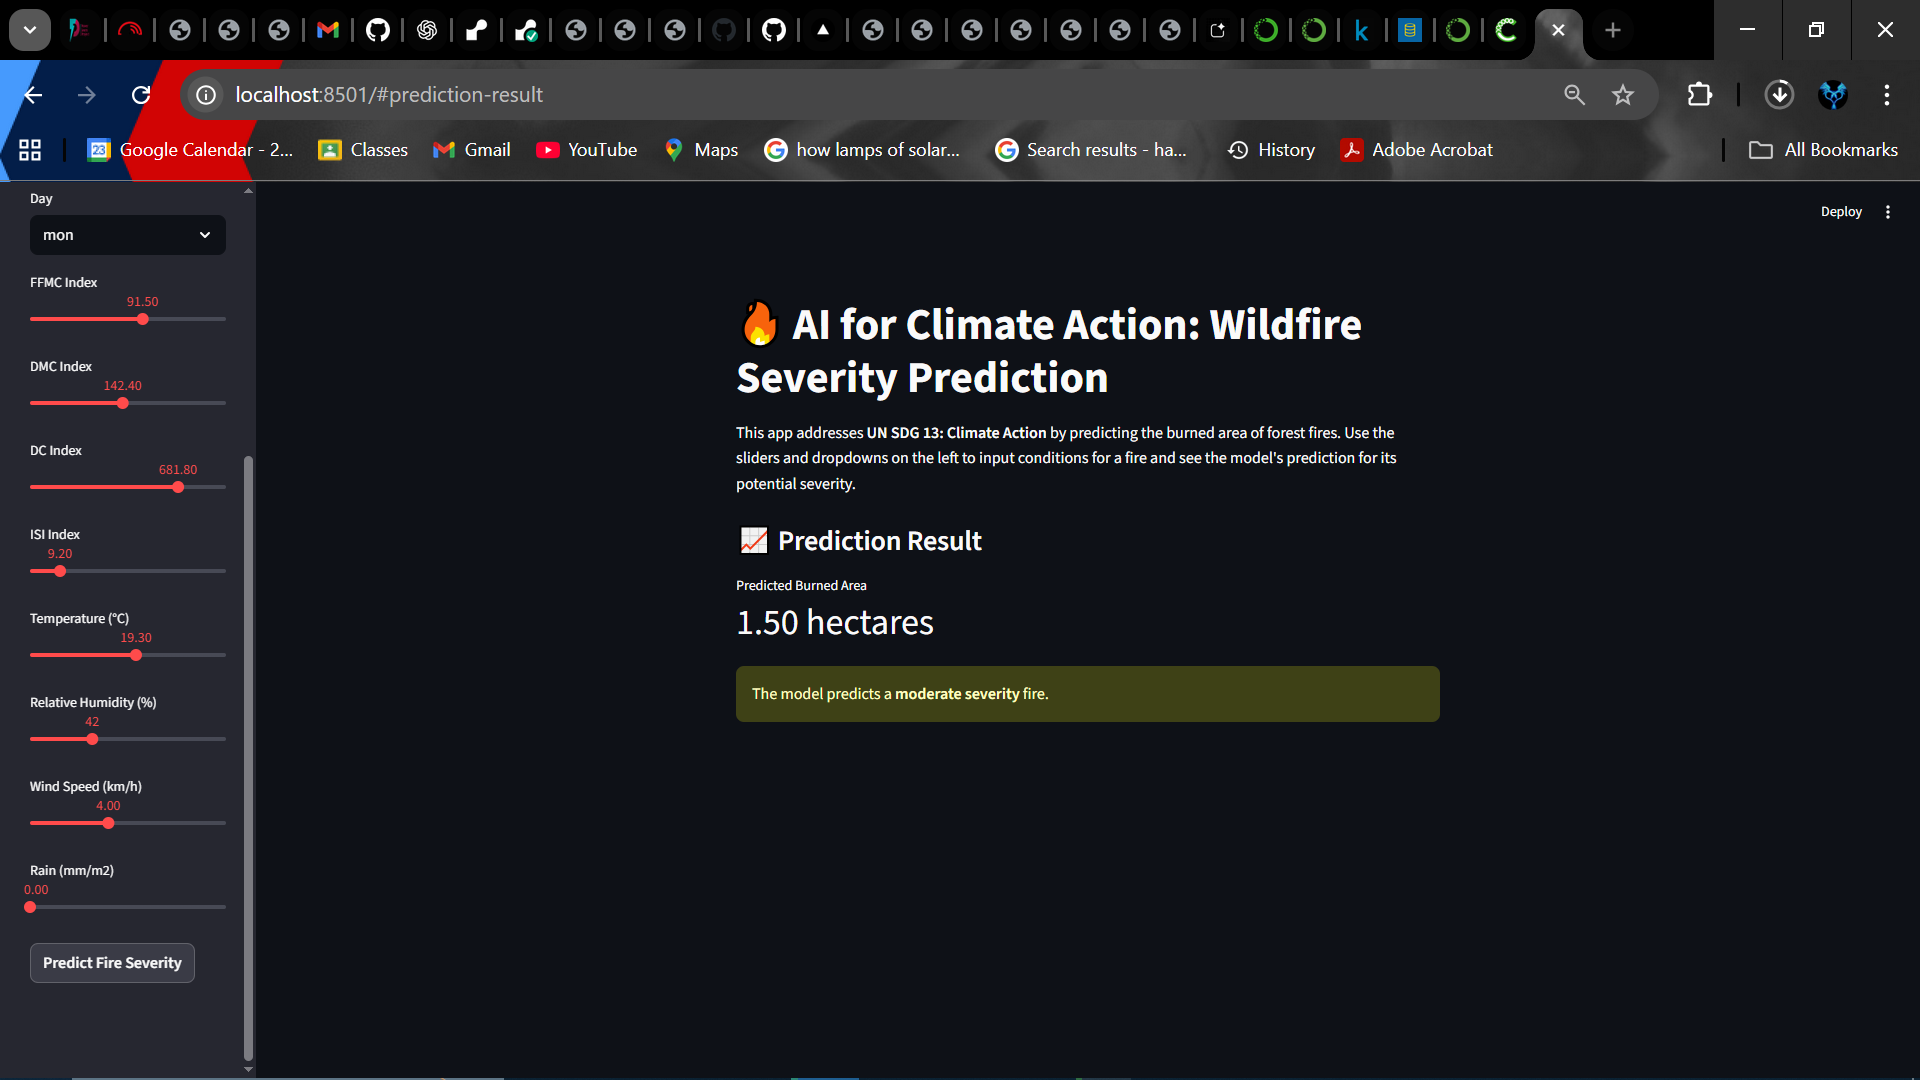 localhost:8501/#prediction-result
Google Calendar - 2...
Classes
Gmail
YouTube
Maps
how lamps of solar...
Search results - ha...
History
Adobe Acrobat
All Bookmarks
Day
mon
FFMC Index
91.50
DMC Index
142.40
DC Index
681.80
ISI Index
9.20
Temperature (°C)
19.30
Relative Humidity (%)
42
Wind Speed (km/h)
4.00
Rain (mm/m2)
0.00
Predict Fire Severity
Deploy
AI for Climate Action: Wildfire
Severity Prediction
This app addresses UN SDG 13: Climate Action by predicting the burned area of forest fires. Use the
sliders and dropdowns on the left to input conditions for a fire and see the model's prediction for its
potential severity.
Prediction Result
Predicted Burned Area
1.50 hectares
The model predicts a moderate severity fire.